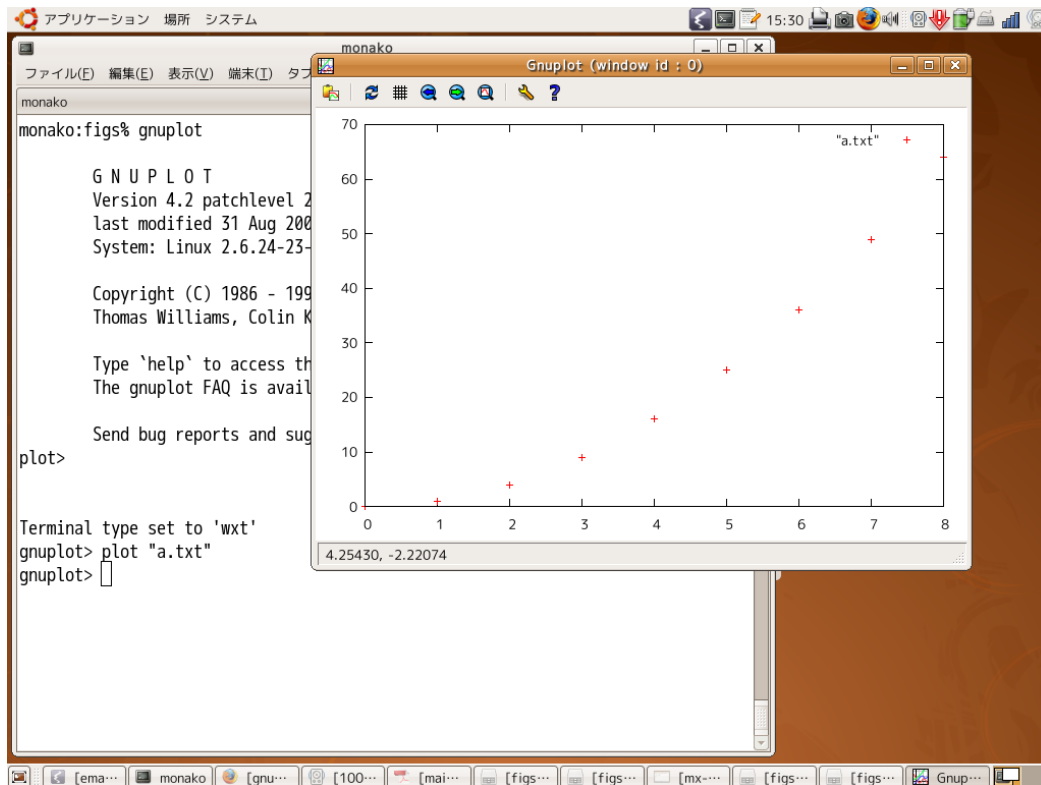 アプリケーション 場所 システム
15:30
monako
ファイル(F) 編集(E) 表示(V) 端末(T) タブ
monako
monako:figs% gnuplot
G N U P L O T
Version 4.2 patchlevel 2
last modified 31 Aug 200
System: Linux 2.6.24-23-
Copyright (C) 1986 - 199
Thomas Williams, Colin K
Type `help` to access th
The gnuplot FAQ is avail
Send bug reports and sug
plot>
Terminal type set to 'wxt'
gnuplot> plot "a.txt"
gnuplot>
Gnuplot (window id : 0)
"a.txt"
70
60
50
40
30
20
10
0
0 1 2 3 4 5 6 7 8
4.25430, -2.22074
[ema… monako [gnu… [100… [mai… [figs… [figs… [mx-… [figs… [figs… Gnup…